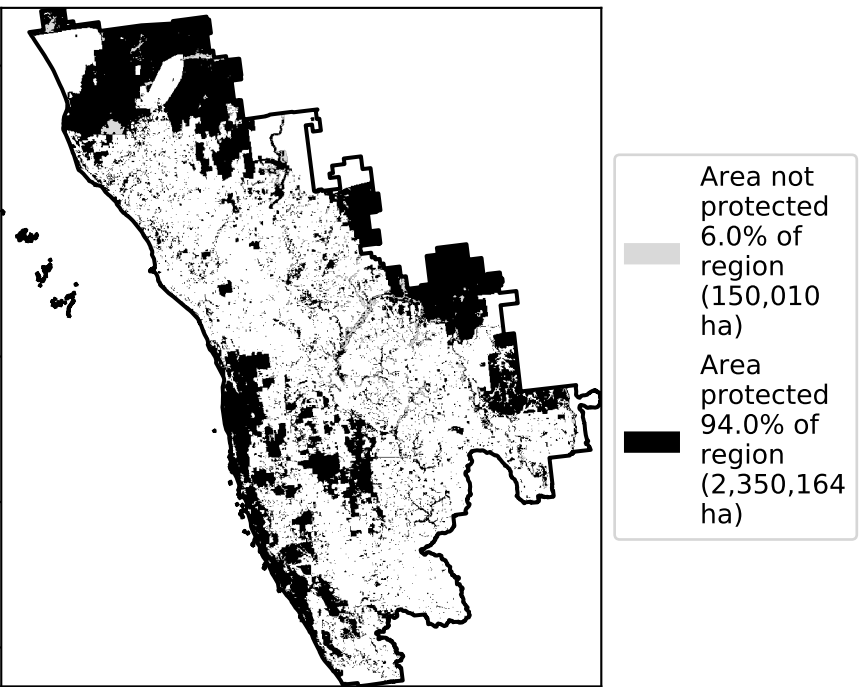 Area not
protected
6.0% of
region
(150,010
ha)
Area
protected
94.0% of
region
(2,350,164
ha)